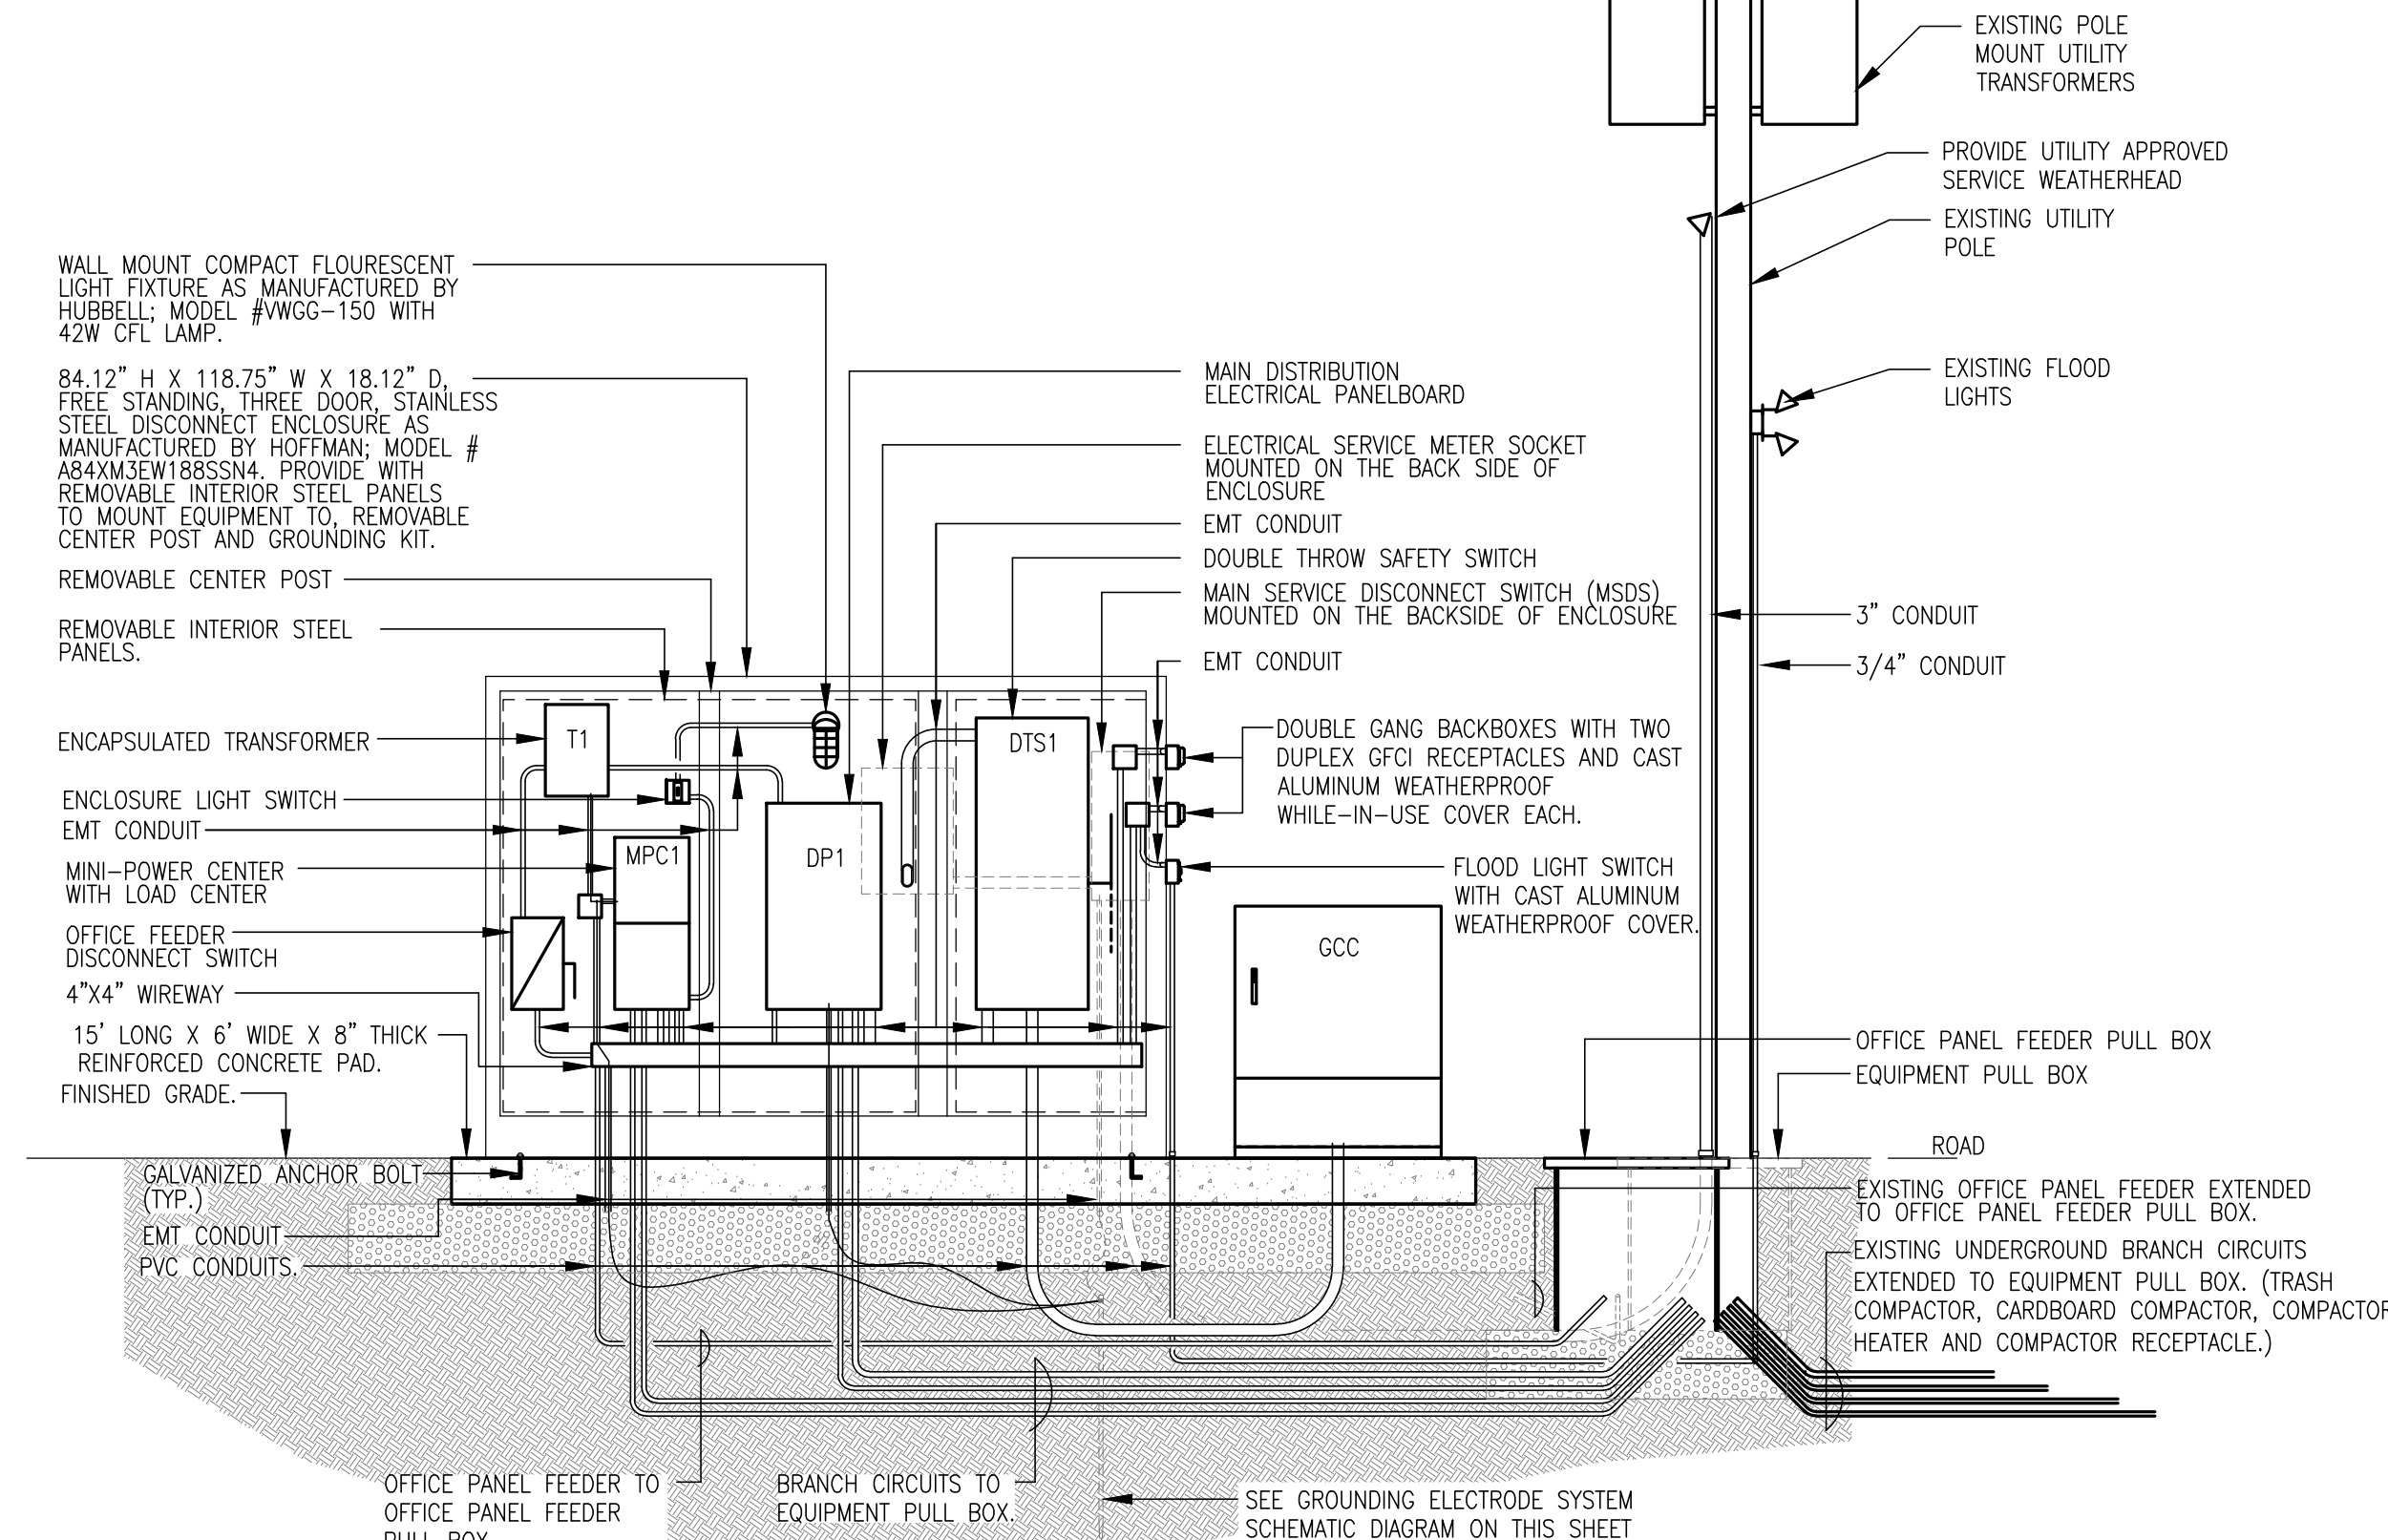 EXISTING POLE
MOUNT UTILITY
TRANSFORMERS
PROVIDE UTILITY APPROVED
SERVICE WEATHERHEAD
EXISTING UTILITY
POLE
WALL MOUNT COMPACT FLOURESCENT
LIGHT FIXTURE AS MANUFACTURED BY
HUBBELL; MODEL #VWGG-150 WITH
42W CFL LAMP.
84.12" H X 118.75" W X 18.12" D,
FREE STANDING, THREE DOOR, STAINLESS
STEEL DISCONNECT ENCLOSURE AS
MANUFACTURED BY HOFFMAN; MODEL #
A84XM3EW188SSN4. PROVIDE WITH
REMOVABLE INTERIOR STEEL PANELS
TO MOUNT EQUIPMENT TO, REMOVABLE
CENTER POST AND GROUNDING KIT.
REMOVABLE CENTER POST
REMOVABLE INTERIOR STEEL
PANELS.
MAIN DISTRIBUTION
ELECTRICAL PANELBOARD
ELECTRICAL SERVICE METER SOCKET
MOUNTED ON THE BACK SIDE OF
ENCLOSURE
EMT CONDUIT
DOUBLE THROW SAFETY SWITCH
MAIN SERVICE DISCONNECT SWITCH (MSDS)
MOUNTED ON THE BACKSIDE OF ENCLOSURE
EMT CONDUIT
EXISTING FLOOD
LIGHTS
3" CONDUIT
3/4" CONDUIT
ENCAPSULATED TRANSFORMER
T1
DTS1
DOUBLE GANG BACKBOXES WITH TWO
DUPLEX GFCI RECEPTACLES AND CAST
ALUMINUM WEATHERPROOF
WHILE-IN-USE COVER EACH.
ENCLOSURE LIGHT SWITCH
EMT CONDUIT
MPC1
DP1
MINI-POWER CENTER
WITH LOAD CENTER
FLOOD LIGHT SWITCH
WITH CAST ALUMINUM
WEATHERPROOF COVER.
OFFICE FEEDER
DISCONNECT SWITCH
GCC
4"X4" WIREWAY
15' LONG X 6' WIDE X 8" THICK
REINFORCED CONCRETE PAD.
FINISHED GRADE.
OFFICE PANEL FEEDER PULL BOX
EQUIPMENT PULL BOX
ROAD
GALVANIZED ANCHOR BOLT
(TYP.)
EMT CONDUIT
PVC CONDUITS.
EXISTING OFFICE PANEL FEEDER EXTENDED
TO OFFICE PANEL FEEDER PULL BOX.
EXISTING UNDERGROUND BRANCH CIRCUITS
EXTENDED TO EQUIPMENT PULL BOX. (TRASH
COMPACTOR, CARDBOARD COMPACTOR, COMPACTOR
HEATER AND COMPACTOR RECEPTACLE.)
OFFICE PANEL FEEDER TO
OFFICE PANEL FEEDER
PULL BOX
BRANCH CIRCUITS TO
EQUIPMENT PULL BOX.
SEE GROUNDING ELECTRODE SYSTEM
SCHEMATIC DIAGRAM ON THIS SHEET